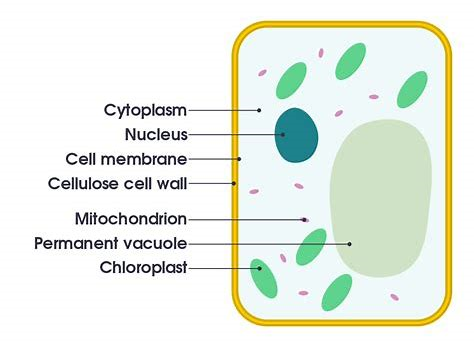 Cytoplasm
Nucleus
Cell membrane
Cellulose cell wall
Mitochondrion
Permanent vacuole
Chloroplast